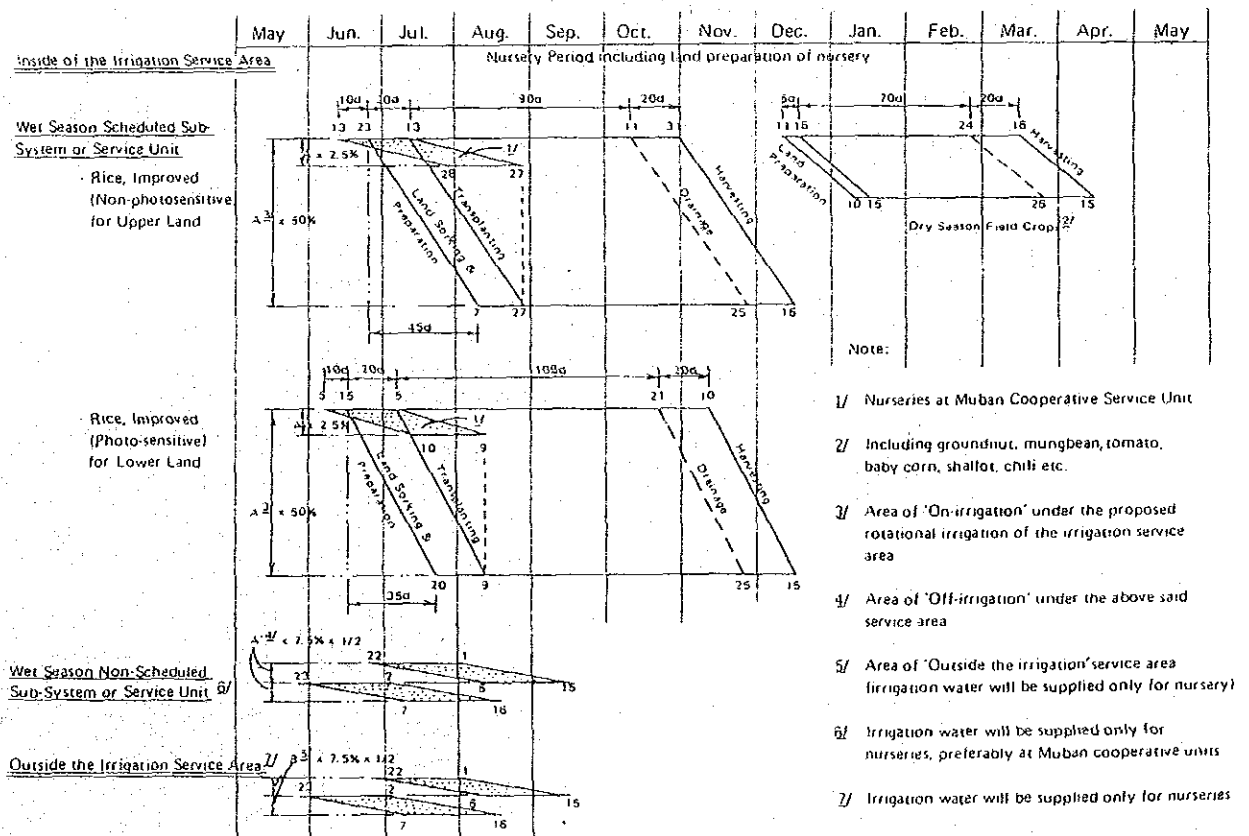 May Jun. Jul. Aug. Sep. Oct. Nov. Dec. Jan. Feb. Mar. Apr. May
Inside of the Irrigation Service Area
Nursery Period including land preparation of nursery
Wet Season Scheduled Sub-
System or Service Unit
· Rice, Improved
(Non-photosensitive)
for Upper Land
10d 20d 90d 20d
13 23 13 11 31
x 2.5%
1/
28 27
A 3/ x 50%
Land Sorking &
Preparation
Transplanting
Drainage
Harvesting
7 27 25 16
45d
5d 70d 20d
11 16 24 16
Land
Preparation
Harvesting
10 15 26 15
Dry Season Field Crop 2/
Note:
· Rice, Improved
(Photo-sensitive)
for Lower Land
10d 20d 108d 20d
5 15 5 21 10
x 2.5%
1/
10 9
A 3/ x 50%
Land Sorking &
Preparation
Transplanting
Drainage
Harvesting
20 9 25 15
35d
1/ Nurseries at Muban Cooperative Service Unit
2/ Including groundnut, mungbean, tomato,
baby corn, shallot, chili etc.
3/ Area of 'On-irrigation' under the proposed
rotational irrigation of the irrigation service
area
4/ Area of 'Off-irrigation' under the above said
service area
5/ Area of 'Outside the irrigation' service area
(irrigation water will be supplied only for nursery)
6/ Irrigation water will be supplied only for
nurseries, preferably at Muban cooperative units
7/ Irrigation water will be supplied only for nurseries
Wet Season Non-Scheduled
Sub-System or Service Unit 6/
A 4/ x 7.5% x 1/2
22 1
23 7 6 15
7 16
Outside the Irrigation Service Area 7/
x 7.5% x 1/2
22 1
23 2 6 15
7 16